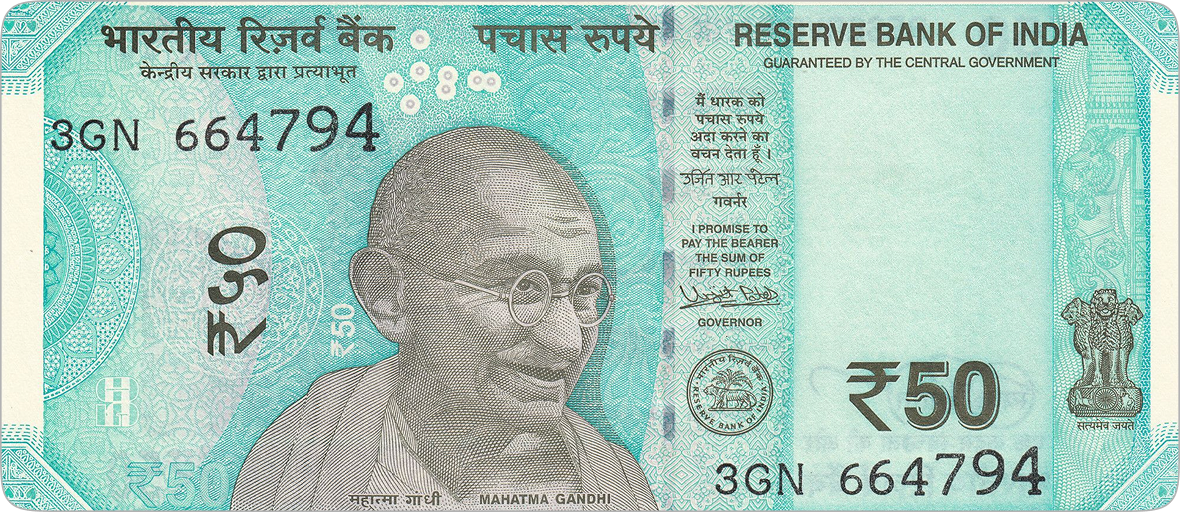 भारतीय रिज़र्व बैंक
केन्द्रीय सरकार द्वारा प्रत्याभूत
पचास रुपये
RESERVE BANK OF INDIA
GUARANTEED BY THE CENTRAL GOVERNMENT
3GN 664794
मैं धारक को
पचास रुपये
अदा करने का
वचन देता हूँ ।
उर्जित आर पटेल
गवर्नर
I PROMISE TO
PAY THE BEARER
THE SUM OF
FIFTY RUPEES
Urjit Patel
GOVERNOR
₹५०
₹50
भारतीय रिज़र्व बैंक
RESERVE BANK OF INDIA
₹50
सत्यमेव जयते
₹50
महात्मा गांधी
MAHATMA GANDHI
3GN 664794